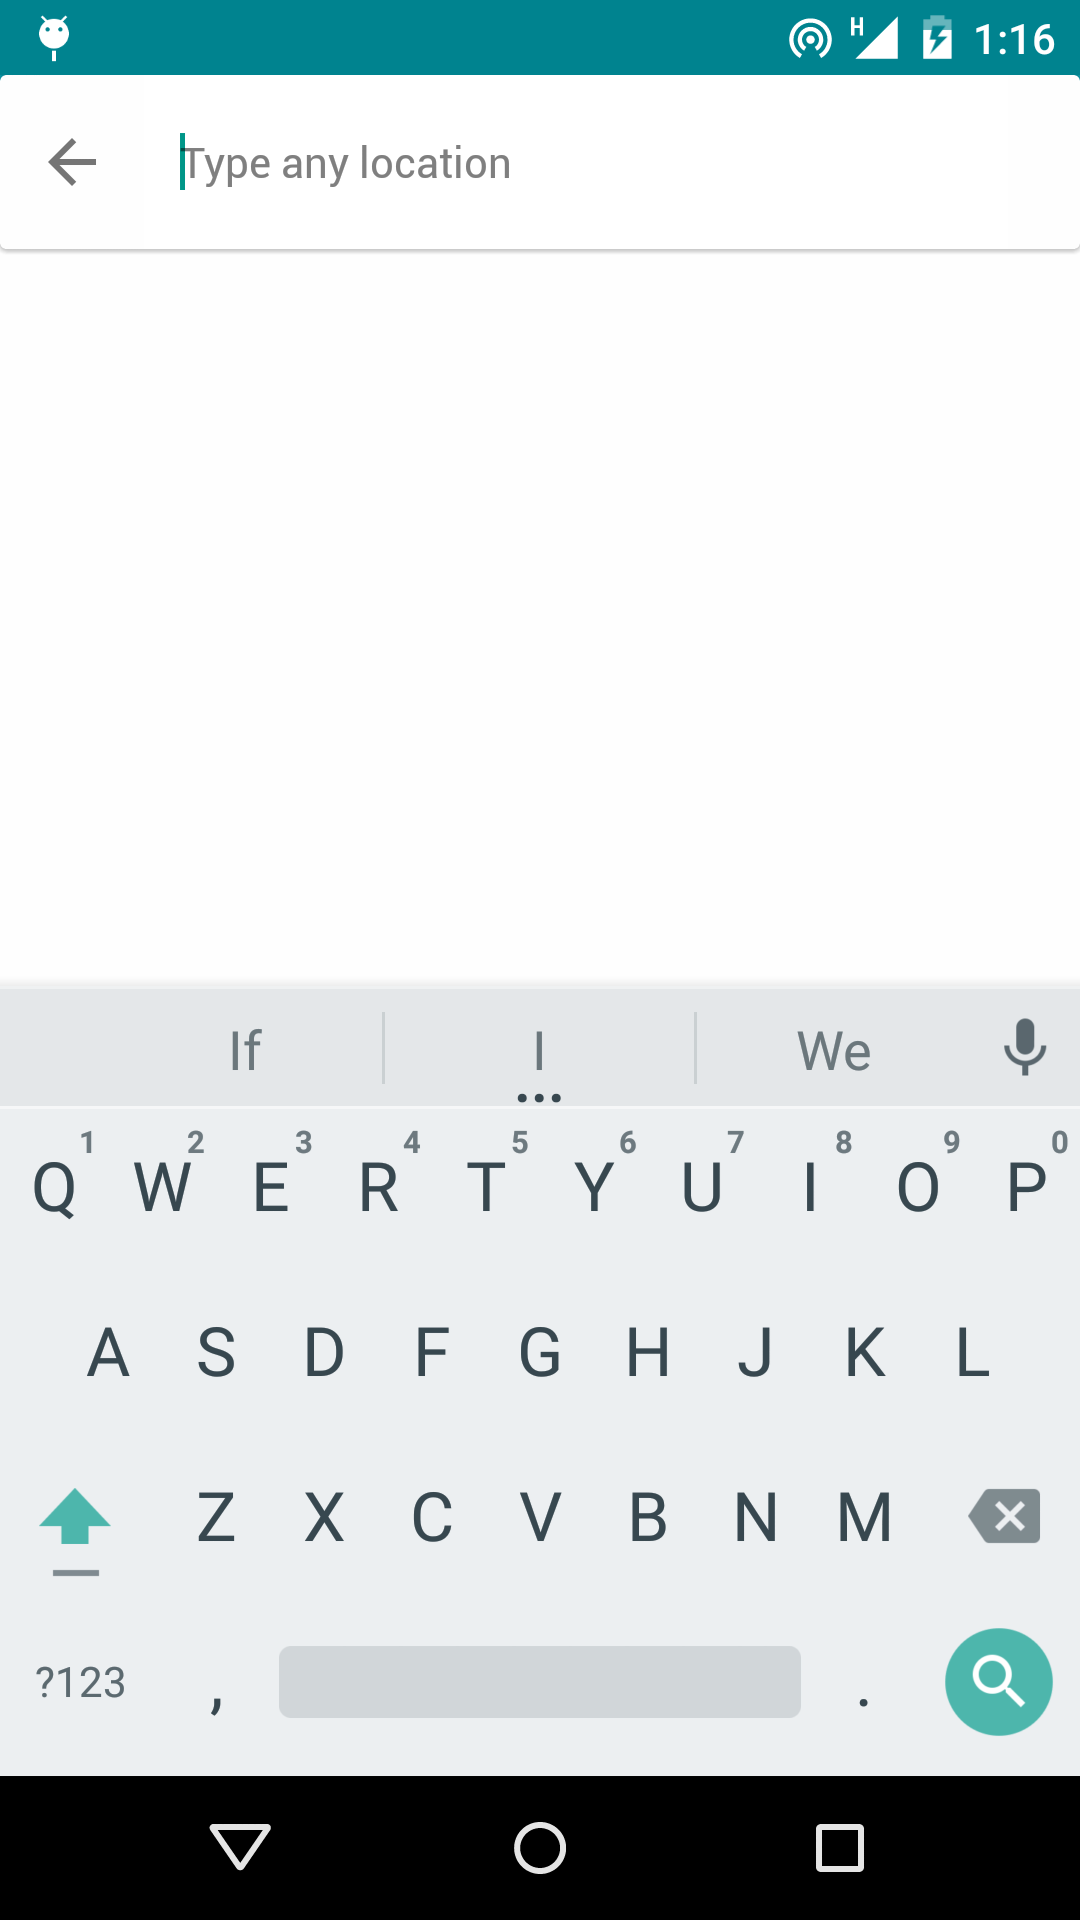 H 1:16
Type any location
If I We
1 2 3 4 5 6 7 8 9 0
Q W E R T Y U I O P
A S D F G H J K L
Z X C V B N M
?123 , .